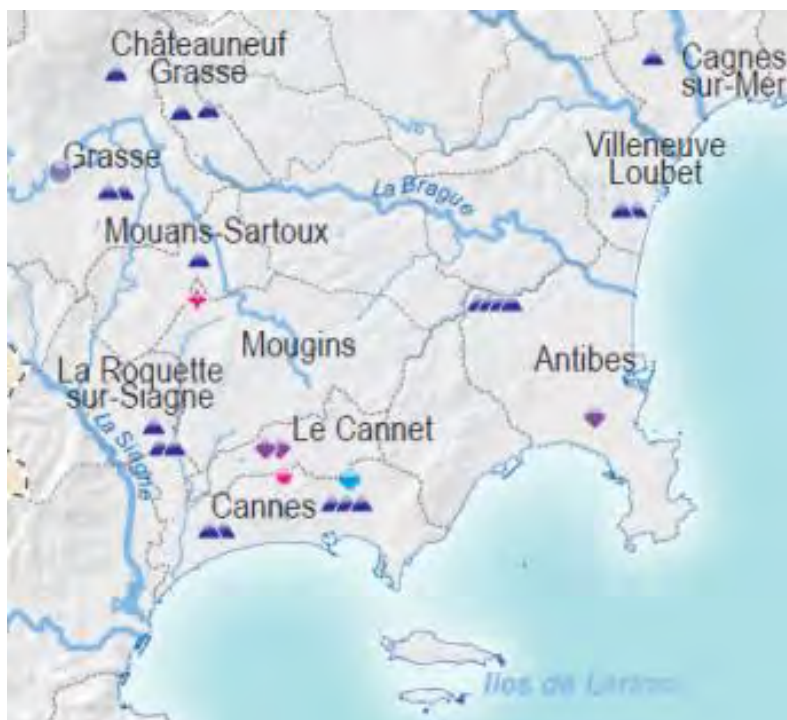 Châteauneuf
Grasse
Cagnes
sur-Mer
Grasse
Villeneuve
Loubet
La Brague
Mouans-Sartoux
Mougins
Antibes
La Roquette
sur-Siagne
La Siagne
Le Cannet
Cannes
Iles de